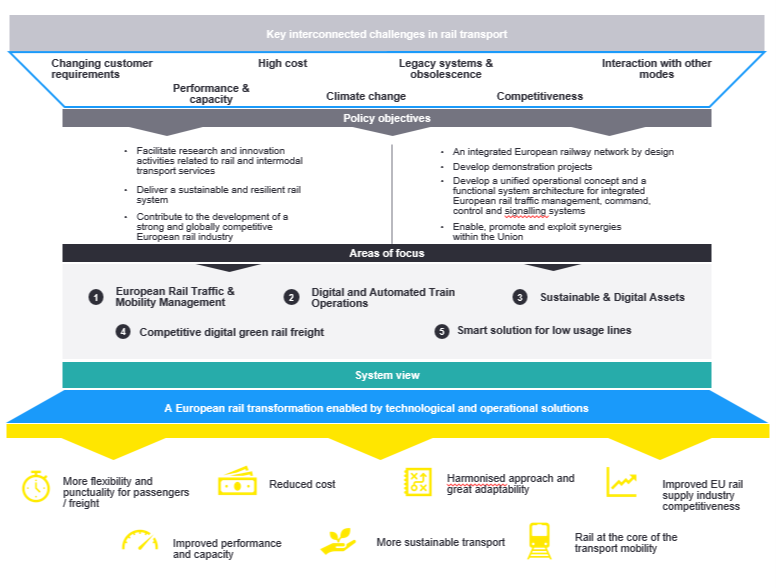 Key interconnected challenges in rail transport
Changing customer
requirements
High cost
Legacy systems &
obsolescence
Interaction with other
modes
Performance &
capacity
Climate change
Competitiveness
Policy objectives
- Facilitate research and innovation
activities related to rail and intermodal
transport services
- Deliver a sustainable and resilient rail
system
- Contribute to the development of a
strong and globally competitive
European rail industry
- An integrated European railway network by design
- Develop demonstration projects
- Develop a unified operational concept and a
functional system architecture for integrated
European rail traffic management, command,
control and signalling systems
- Enable, promote and exploit synergies
within the Union
Areas of focus
1 European Rail Traffic &
Mobility Management
2 Digital and Automated Train
Operations
3 Sustainable & Digital Assets
4 Competitive digital green rail freight
5 Smart solution for low usage lines
System view
A European rail transformation enabled by technological and operational solutions
More flexibility and
punctuality for passengers
/ freight
Reduced cost
Harmonised approach and
great adaptability
Improved EU rail
supply industry
competitiveness
Improved performance
and capacity
More sustainable transport
Rail at the core of the
transport mobility